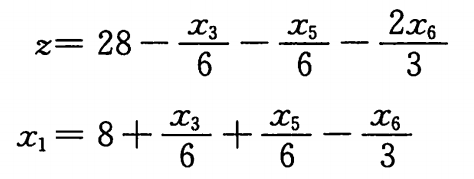 z = 28 − x₃/6 − x₅/6 − 2x₆/3
x₁ = 8 + x₃/6 + x₅/6 − x₆/3